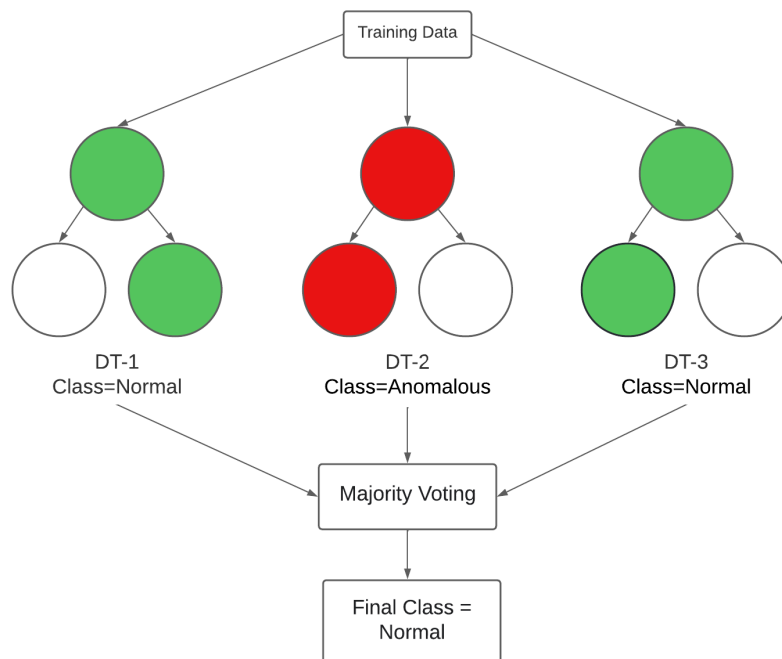 Training Data
DT-1
Class=Normal
DT-2
Class=Anomalous
DT-3
Class=Normal
Majority Voting
Final Class =
Normal